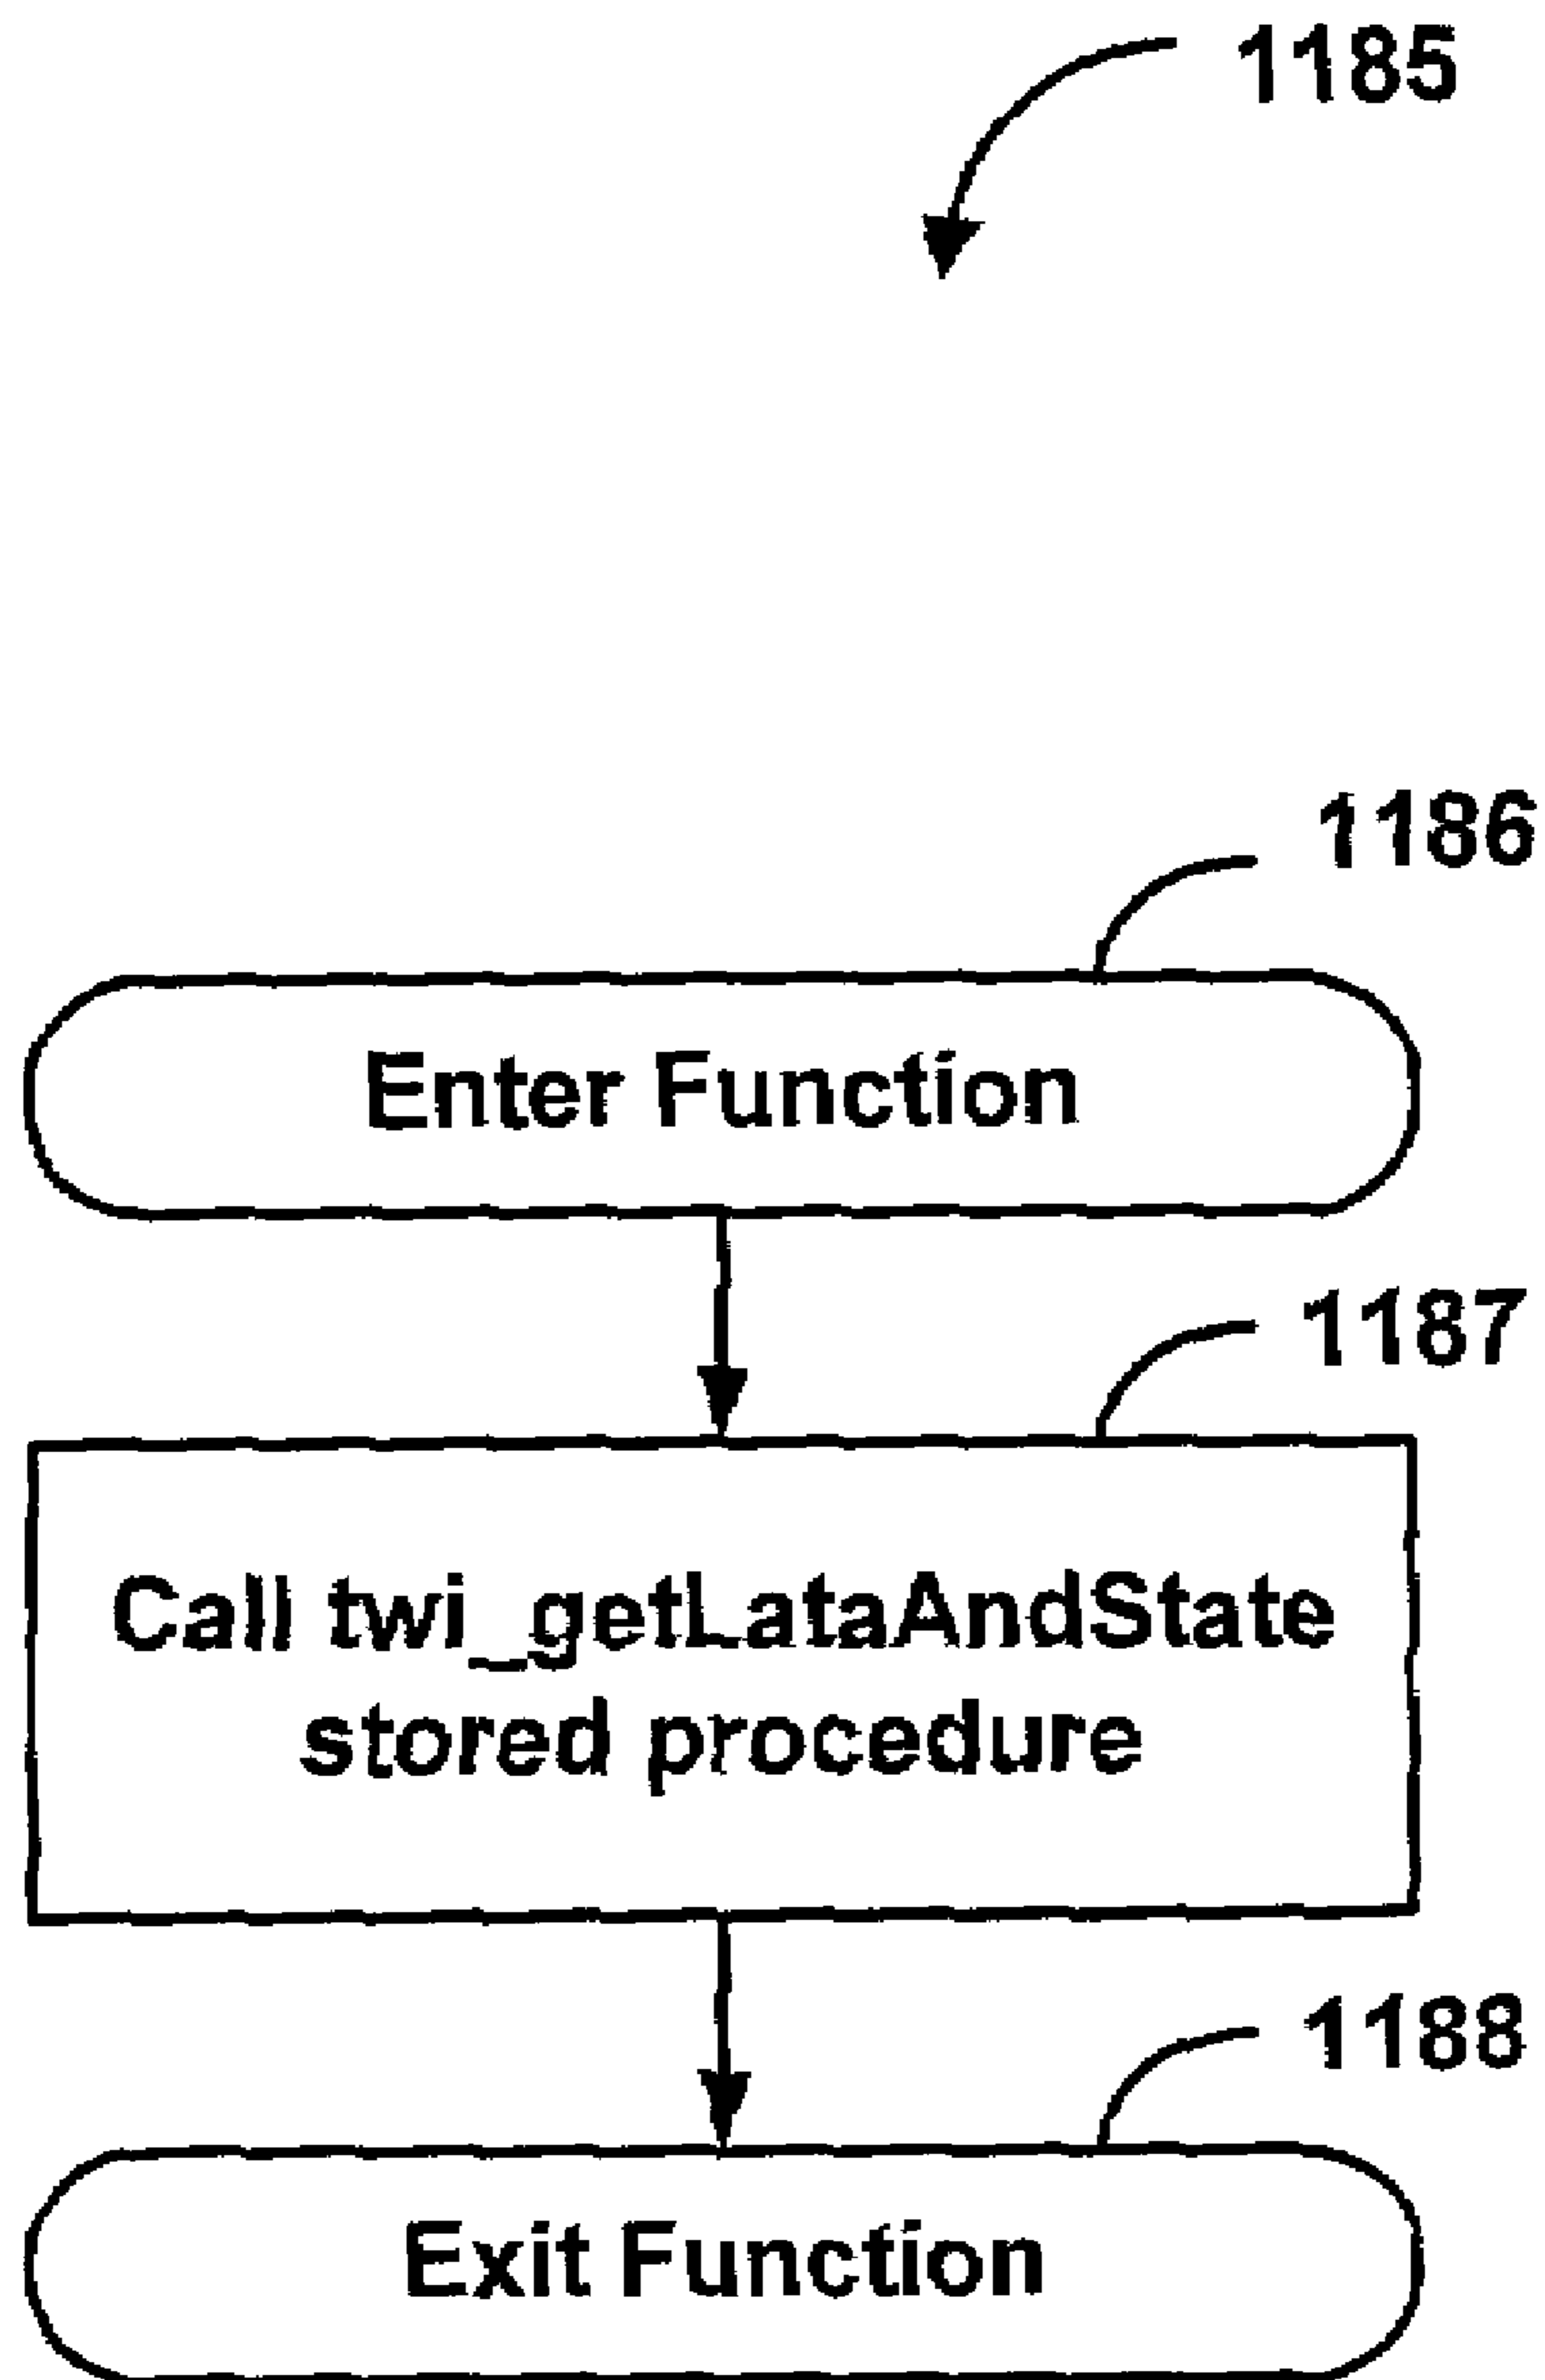 1185
1186
Enter Function
1187
Call twi_getLataAndState
stored procedure
1188
Exit Function